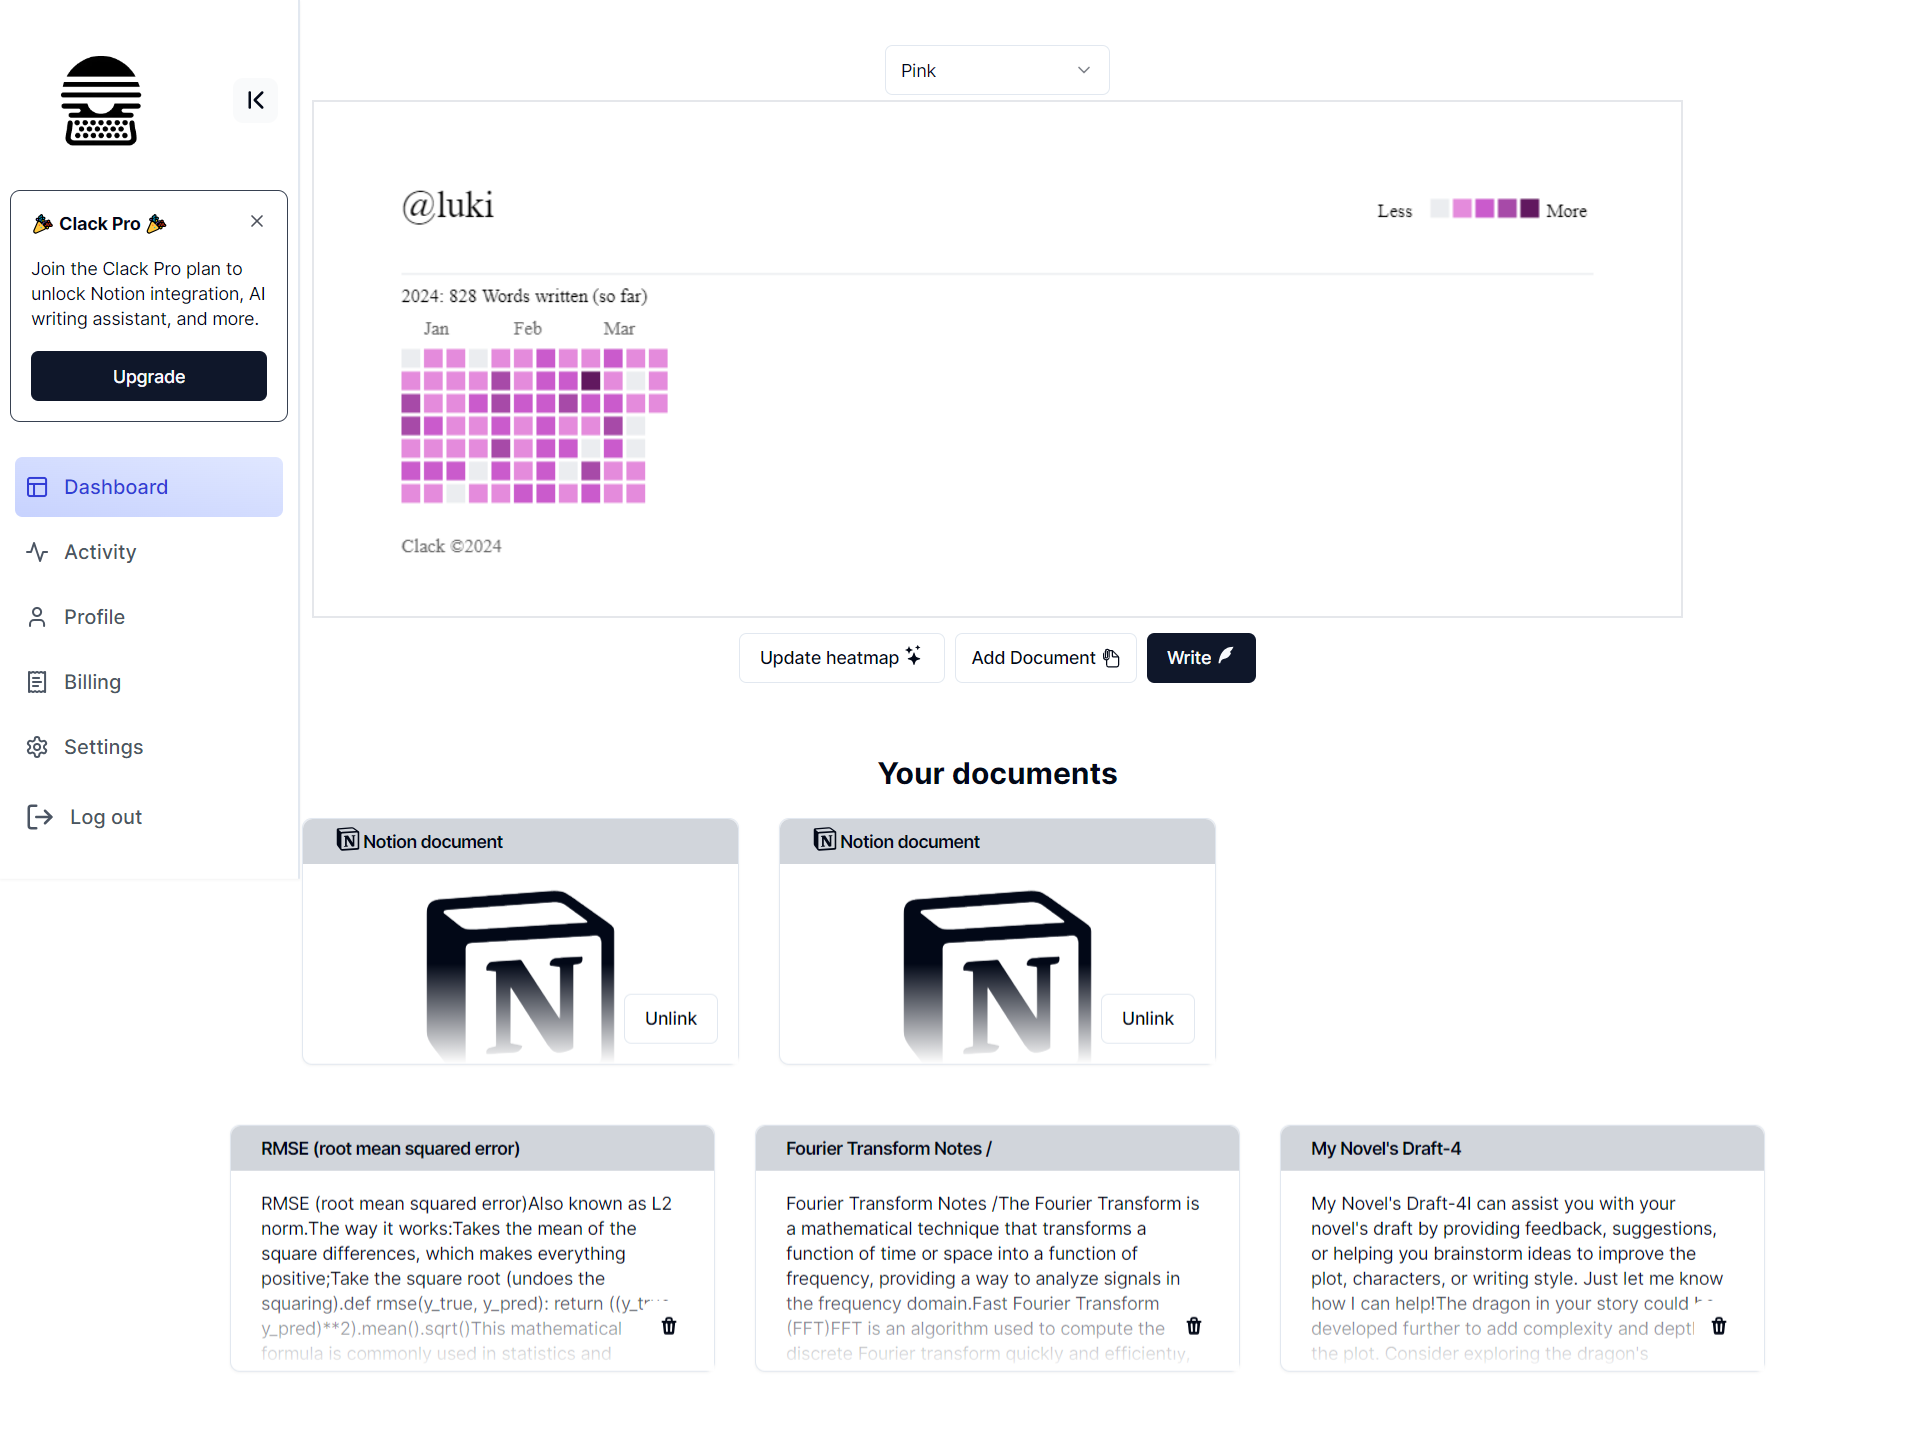 Pink
Clack Pro
Join the Clack Pro plan to
unlock Notion integration, AI
writing assistant, and more.
Upgrade
Dashboard
Activity
Profile
Billing
Settings
Log out
@luki
Less
More
2024: 828 Words written (so far)
Jan Feb Mar
Clack ©2024
Update heatmap
Add Document
Write
Your documents
N Notion document
N
Unlink
N Notion document
N
Unlink
RMSE (root mean squared error)
RMSE (root mean squared error)Also known as L2
norm.The way it works:Takes the mean of the
square differences, which makes everything
positive;Take the square root (undoes the
squaring).def rmse(y_true, y_pred): return ((y_true
y_pred)**2).mean().sqrt()This mathematical
formula is commonly used in statistics and
Fourier Transform Notes /
Fourier Transform Notes /The Fourier Transform is
a mathematical technique that transforms a
function of time or space into a function of
frequency, providing a way to analyze signals in
the frequency domain.Fast Fourier Transform
(FFT)FFT is an algorithm used to compute the
discrete Fourier transform quickly and efficiently,
My Novel's Draft-4
My Novel's Draft-4I can assist you with your
novel's draft by providing feedback, suggestions,
or helping you brainstorm ideas to improve the
plot, characters, or writing style. Just let me know
how I can help!The dragon in your story could
developed further to add complexity and
the plot. Consider exploring the dragon's